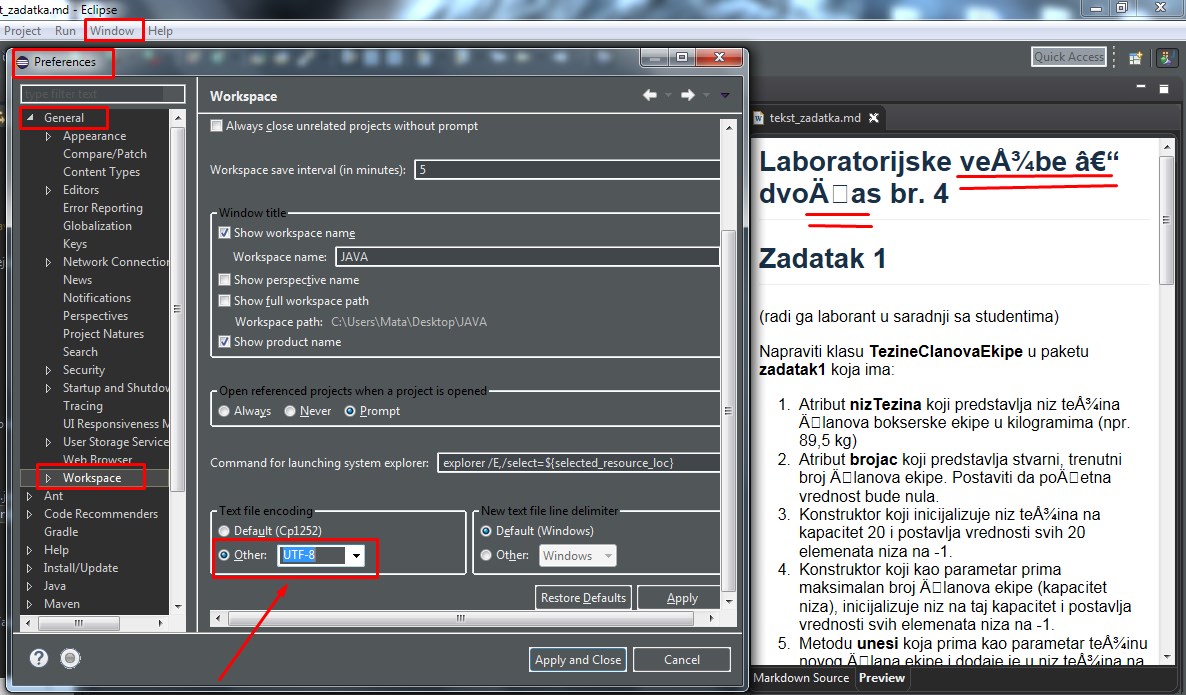 t_zadatka.md - Eclipse
Project Run Window Help
Preferences
Quick Access
type filter text
General
Appearance
Compare/Patch
Content Types
Editors
Error Reporting
Globalization
Keys
Network Connection
News
Notifications
Perspectives
Project Natures
Search
Security
Startup and Shutdov
Tracing
UI Responsiveness M
User Storage Service
Web Browser
Workspace
Ant
Code Recommenders
Gradle
Help
Install/Update
Java
Maven
Workspace
Always close unrelated projects without prompt
Workspace save interval (in minutes): 5
Window title
Show workspace name
Workspace name: JAVA
Show perspective name
Show full workspace path
Workspace path: C:\Users\Mata\Desktop\JAVA
Show product name
Open referenced projects when a project is opened
Always Never Prompt
Command for launching system explorer: explorer /E,/select=${selected_resource_loc}
Text file encoding
Default (Cp1252)
Other: UTF-8
New text file line delimiter
Default (Windows)
Other: Windows
Restore Defaults Apply
Apply and Close Cancel
tekst_zadatka.md
Laboratorijske veÅ¾be â€“
dvoÄ□as br. 4
Zadatak 1
(radi ga laborant u saradnji sa studentima)
Napraviti klasu TezineClanovaEkipe u paketu
zadatak1 koja ima:
1. Atribut nizTezina koji predstavlja niz teÅ¾ina
Ä□lanova bokserske ekipe u kilogramima (npr.
89,5 kg)
2. Atribut brojac koji predstavlja stvarni, trenutni
broj Ä□lanova ekipe. Postaviti da poÄ□etna
vrednost bude nula.
3. Konstruktor koji inicijalizuje niz teÅ¾ina na
kapacitet 20 i postavlja vrednosti svih 20
elemenata niza na -1.
4. Konstruktor koji kao parametar prima
maksimalan broj Ä□lanova ekipe (kapacitet
niza), inicijalizuje niz na taj kapacitet i postavlja
vrednosti svih elemenata niza na -1.
5. Metodu unesi koja prima kao parametar teÅ¾inu
novog Ä□lana ekipe i dodaje je u niz teÅ¾ina na
Markdown Source Preview